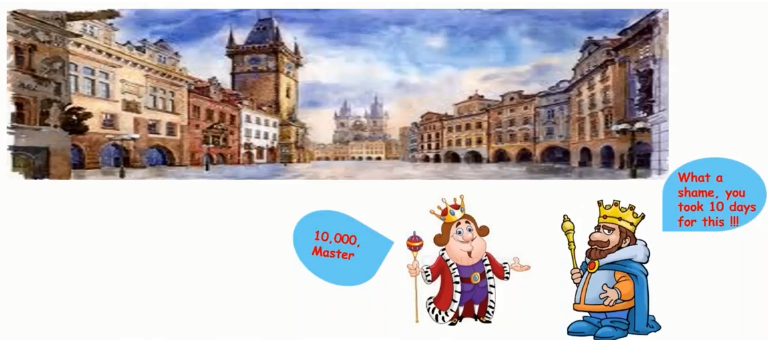 10,000,
Master
What a
shame, you
took 10 days
for this !!!